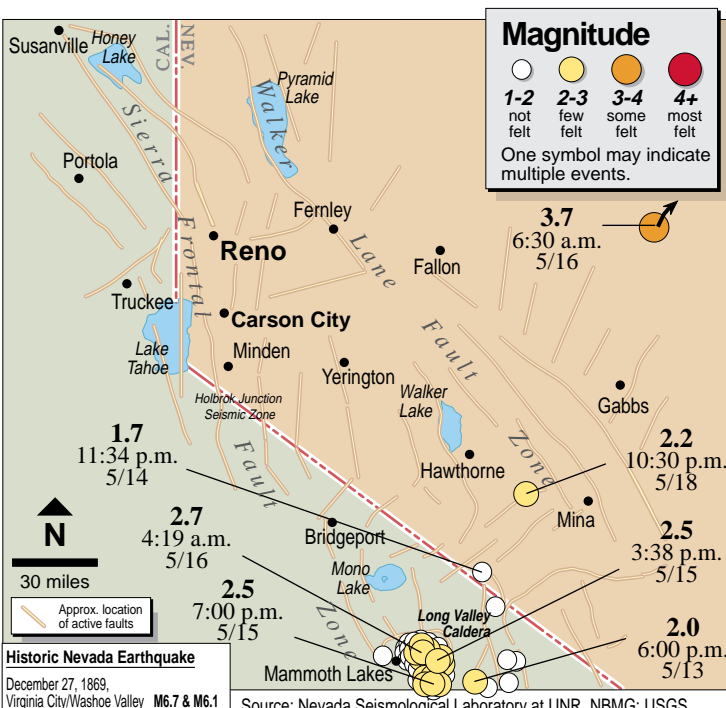 Magnitude
1-2
not
felt
2-3
few
felt
3-4
some
felt
4+
most
felt
One symbol may indicate
multiple events.
CAL.
NEV.
Susanville
Honey
Lake
Pyramid
Lake
Sierra
Frontal
Fault
Zone
Walker
Lane
Fault
Zone
Portola
Fernley
Reno
Fallon
3.7
6:30 a.m.
5/16
Truckee
Carson City
Lake
Tahoe
Minden
Yerington
Holbrok Junction
Seismic Zone
Walker
Lake
Gabbs
Hawthorne
Mina
1.7
11:34 p.m.
5/14
2.2
10:30 p.m.
5/18
N
30 miles
2.7
4:19 a.m.
5/16
Bridgeport
2.5
3:38 p.m.
5/15
Mono
Lake
2.5
7:00 p.m.
5/15
Long Valley
Caldera
2.0
6:00 p.m.
5/13
Approx. location
of active faults
Mammoth Lakes
Historic Nevada Earthquake
December 27, 1869,
Virginia City/Washoe Valley M6.7 & M6.1
Source: Nevada Seismological Laboratory at UNR, NBMG; USGS